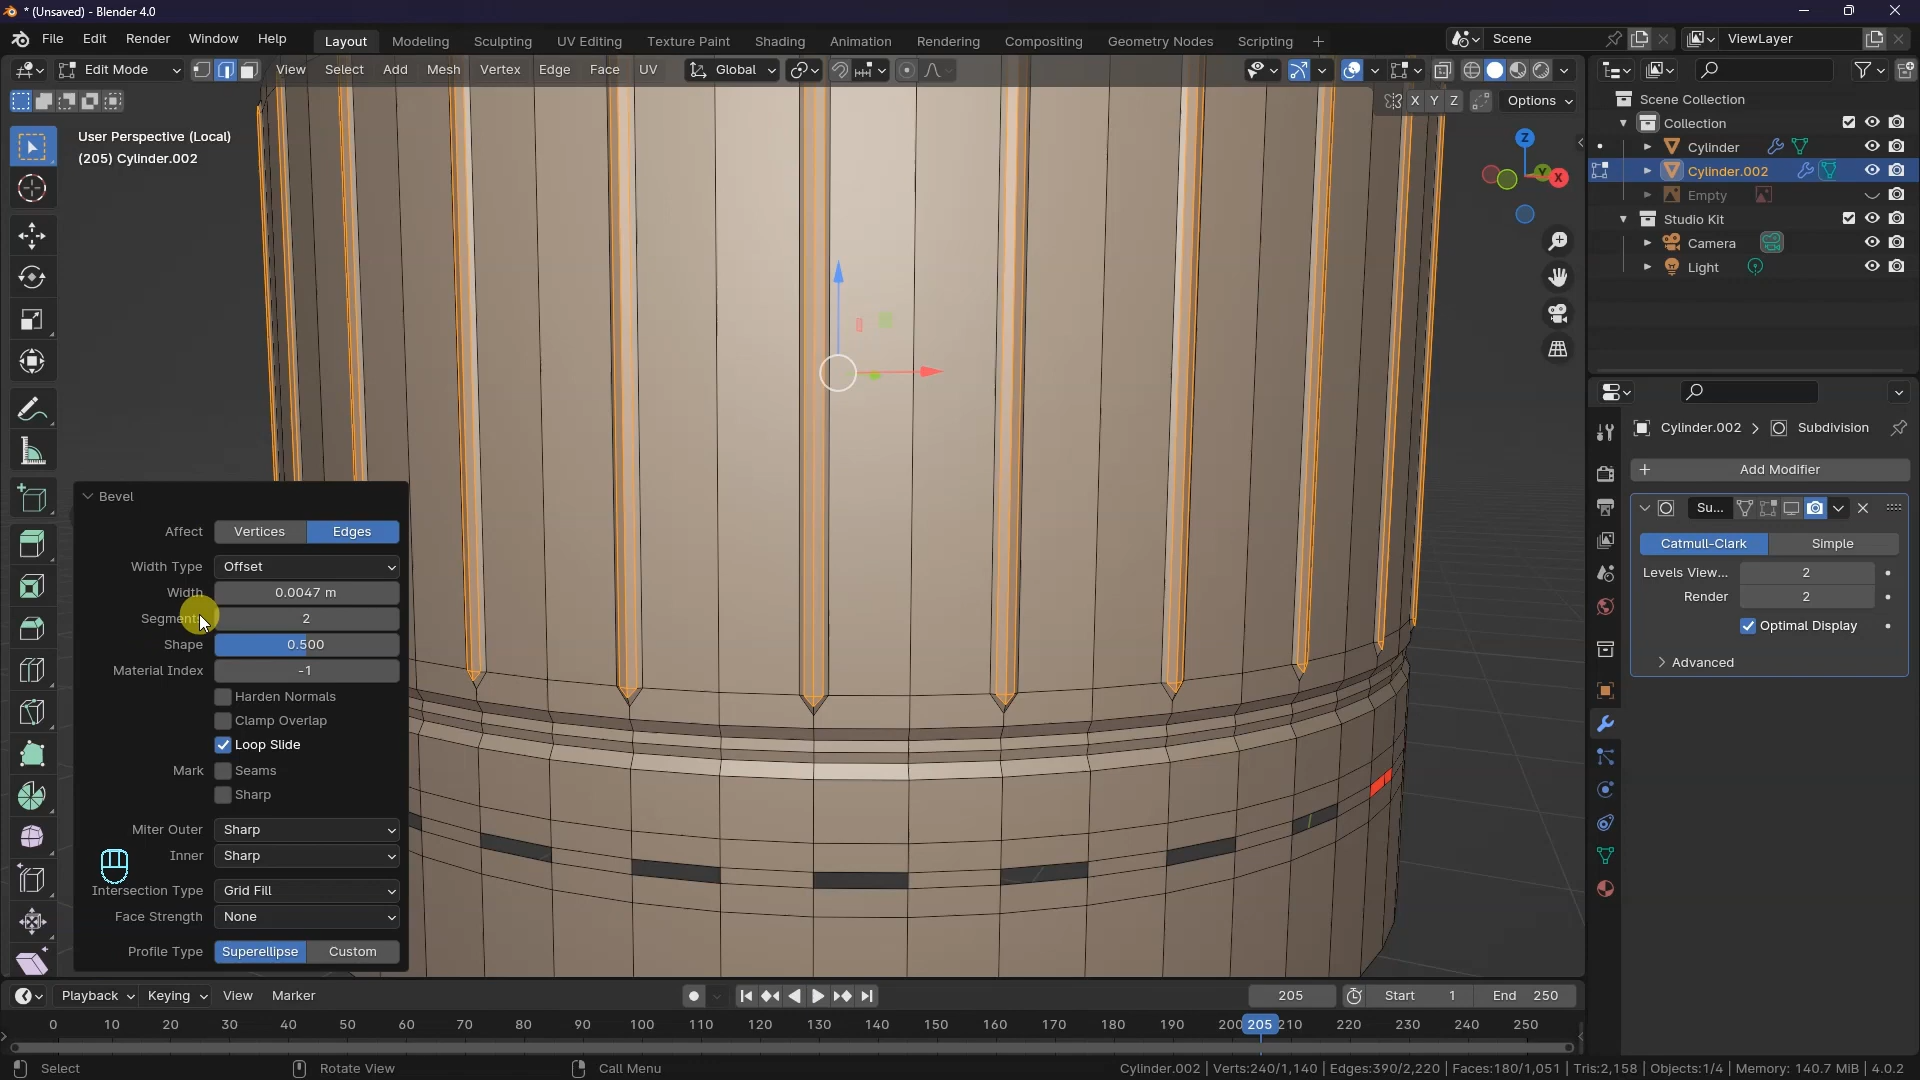 * (Unsaved) - Blender 4.0
File Edit Render Window Help Layout Modeling Sculpting UV Editing Texture Paint Shading Animation Rendering Compositing Geometry Nodes Scripting + Scene ViewLayer
Edit Mode View Select Add Mesh Vertex Edge Face UV Global
X Y Z Options
User Perspective (Local)
(205) Cylinder.002
Z
Y
X
Scene Collection
Collection
Cylinder
Cylinder.002
Empty
Studio Kit
Camera
Light
Cylinder.002 > Subdivision
Add Modifier
Su...
Catmull-Clark Simple
Levels View... 2
Render 2
Optimal Display
Advanced
Bevel
Affect Vertices Edges
Width Type Offset
Width 0.0047 m
Segment 2
Shape 0.500
Material Index -1
Harden Normals
Clamp Overlap
Loop Slide
Mark Seams
Sharp
Miter Outer Sharp
Inner Sharp
Intersection Type Grid Fill
Face Strength None
Profile Type Superellipse Custom
Playback Keying View Marker 205 Start 1 End 250
0 10 20 30 40 50 60 70 80 90 100 110 120 130 140 150 160 170 180 190 200 205 210 220 230 240 250
Select Rotate View Call Menu Cylinder.002 | Verts:240/1,140 | Edges:390/2,220 | Faces:180/1,051 | Tris:2,158 | Objects:1/4 | Memory: 140.7 MiB | 4.0.2